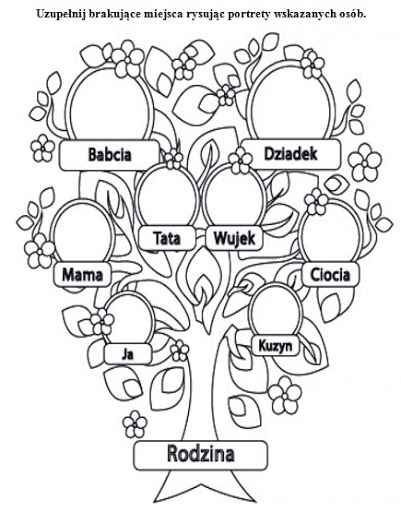 Uzupełnij brakujące miejsca rysując portrety wskazanych osób.
Babcia
Dziadek
Tata
Wujek
Mama
Ciocia
Ja
Kuzyn
Rodzina